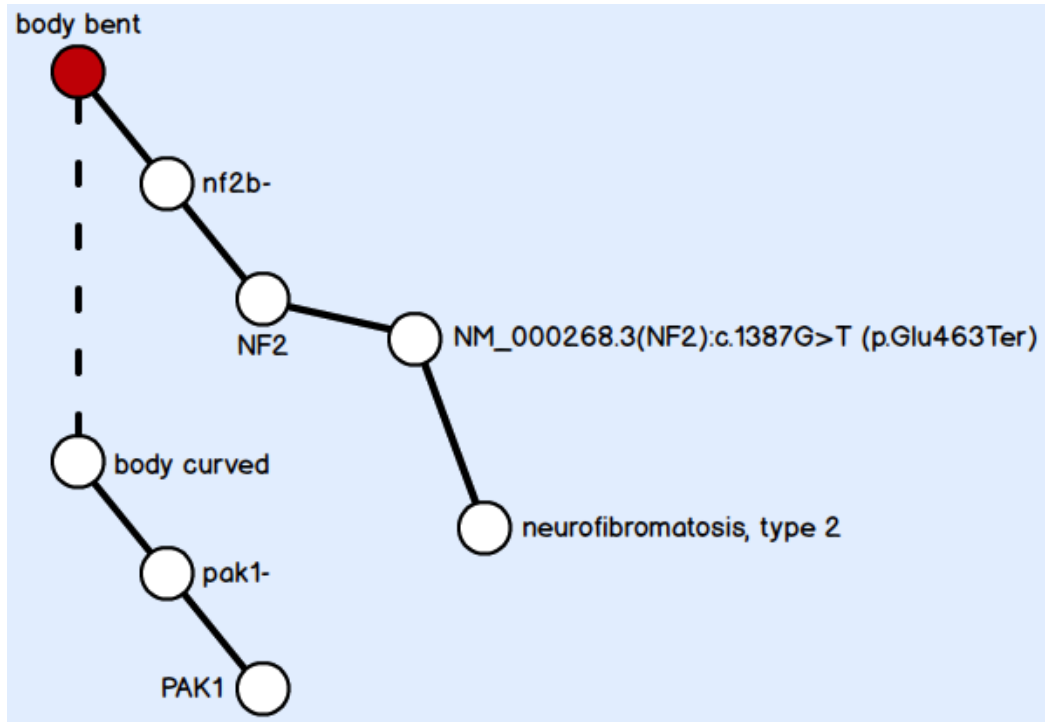 body bent
nf2b-
NF2
NM_000268.3(NF2):c.1387G>T (p.Glu463Ter)
body curved
neurofibromatosis, type 2
pak1-
PAK1